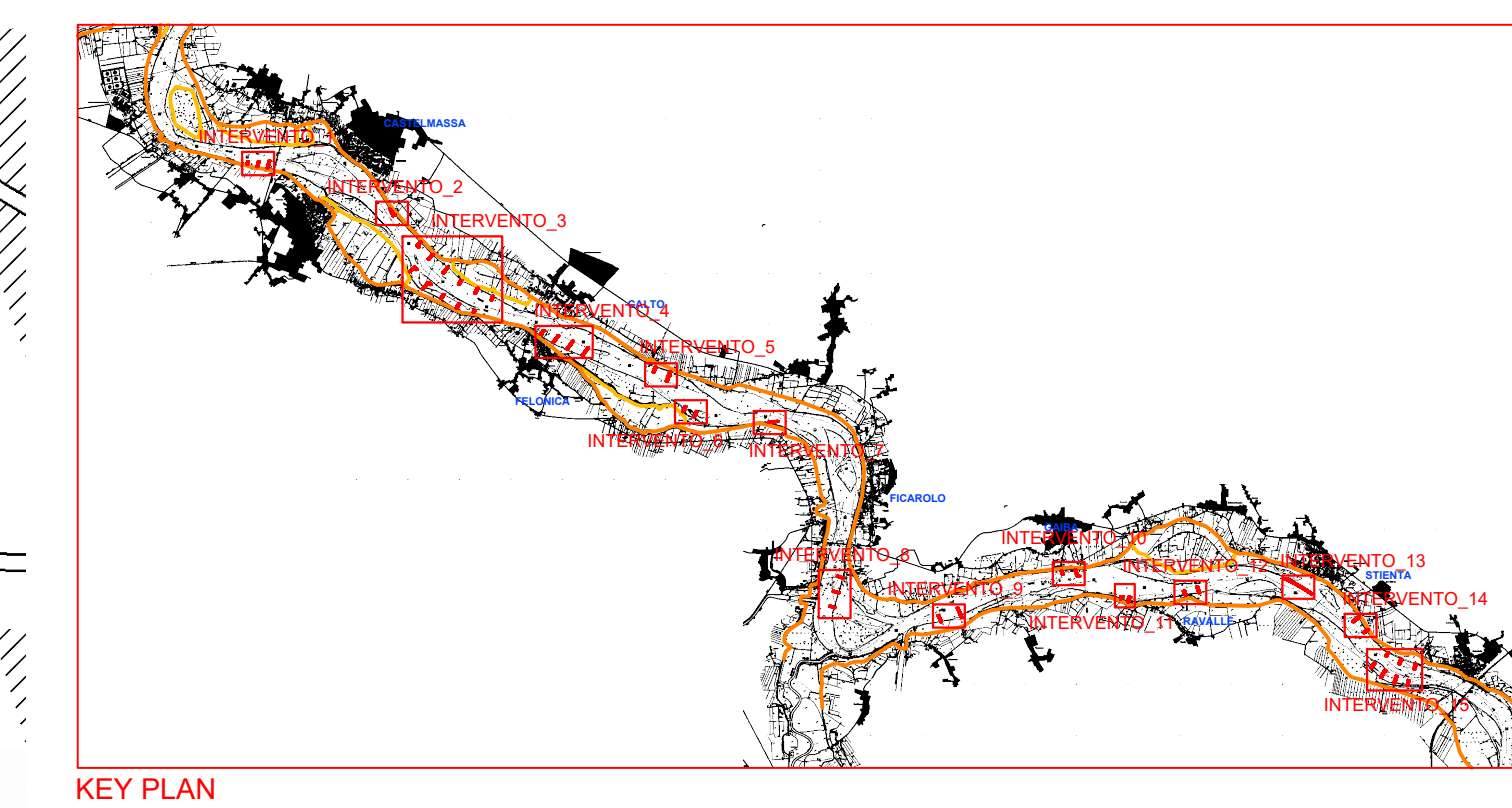 INTERVENTO_1
CASTELMASSA
INTERVENTO_2
INTERVENTO_3
CALTO
INTERVENTO_4
INTERVENTO_5
FELONICA
INTERVENTO_6
INTERVENTO_7
FICAROLO
GAIBA
INTERVENTO_10
INTERVENTO_8
INTERVENTO_13
INTERVENTO_12
STIENTA
INTERVENTO_9
INTERVENTO_14
INTERVENTO_11
RAVALLE
INTERVENTO_15
KEY PLAN